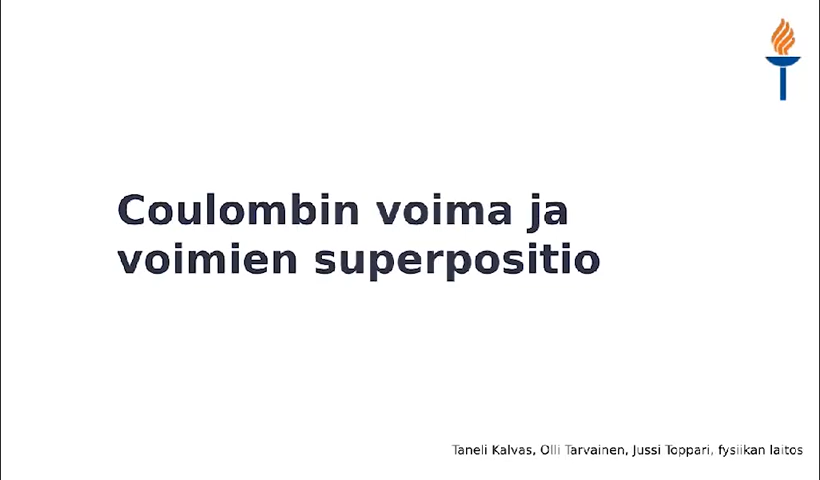 Coulombin voima ja
voimien superpositio
Taneli Kalvas, Olli Tarvainen, Jussi Toppari, fysiikan laitos